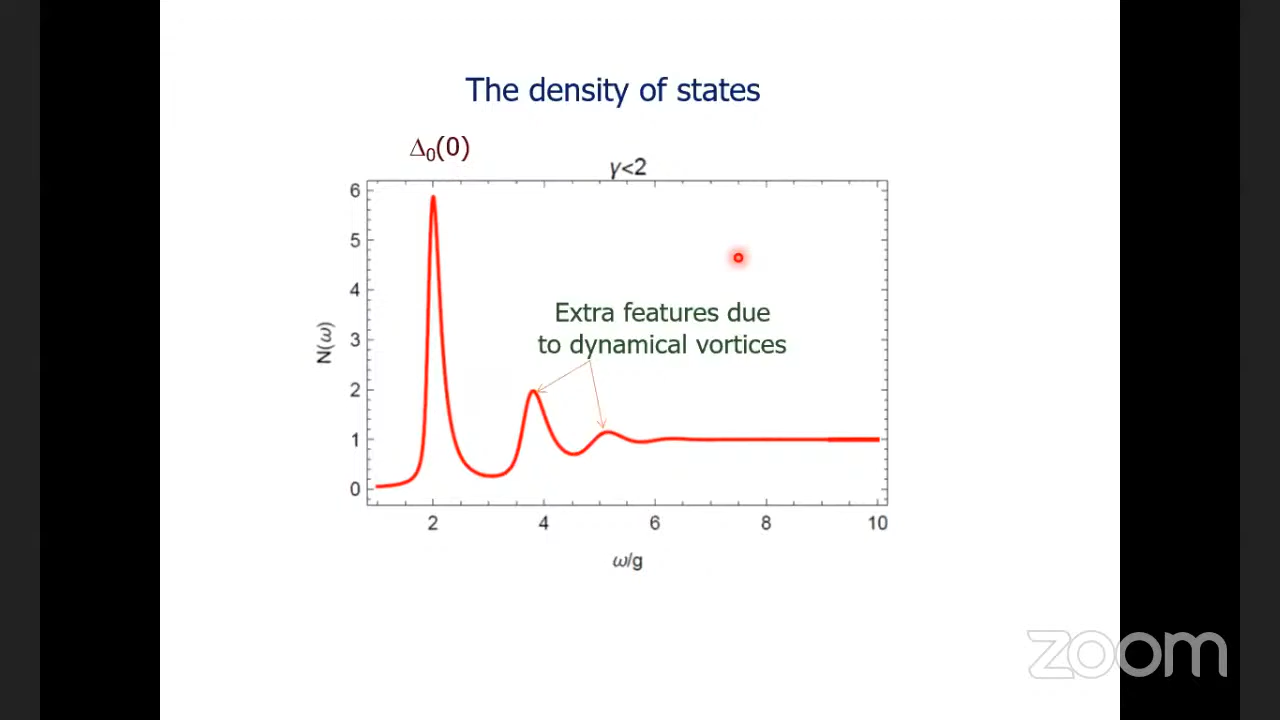 The density of states
Δ₀(0)
γ<2
6
5
4
3
2
1
0
N(ω)
Extra features due
to dynamical vortices
2 4 6 8 10
ω/g
zoom